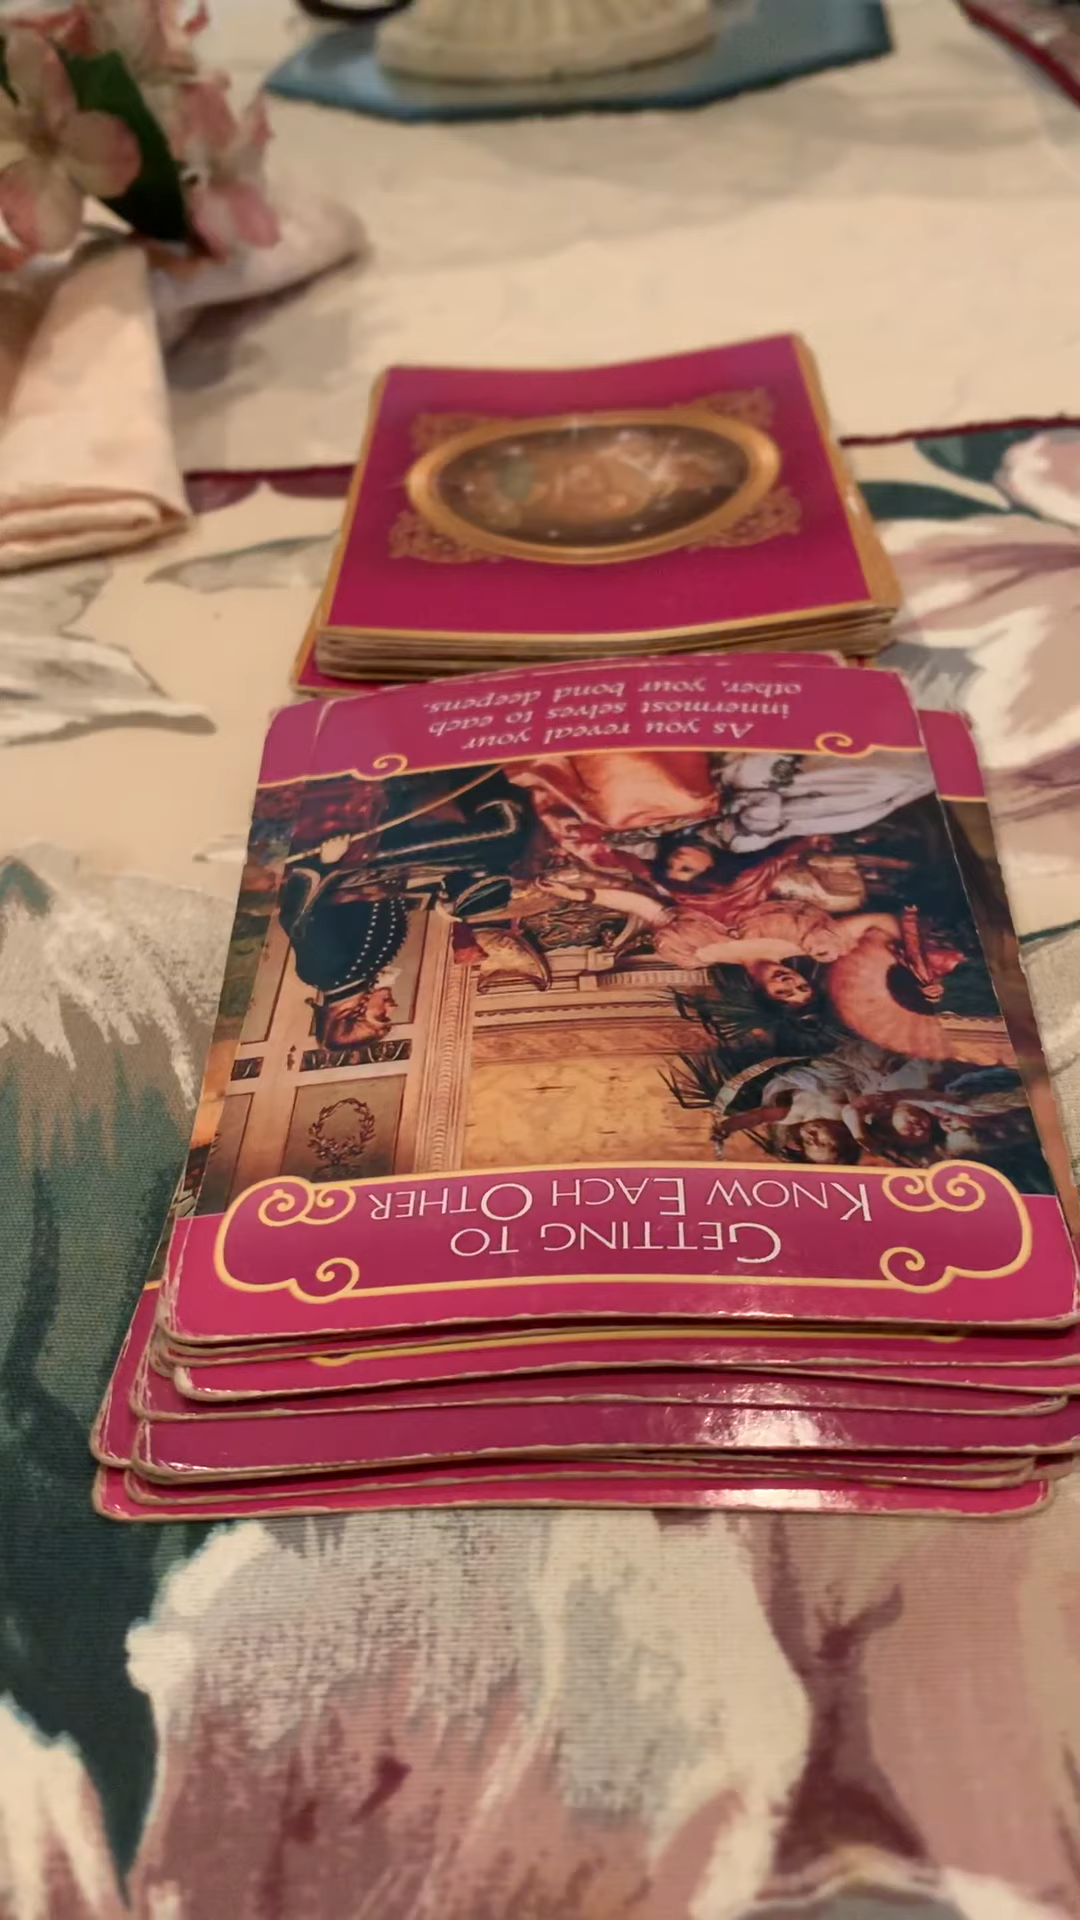 GETTING TO
KNOW EACH OTHER
As you reveal your
innermost selves to each
other, your bond deepens.